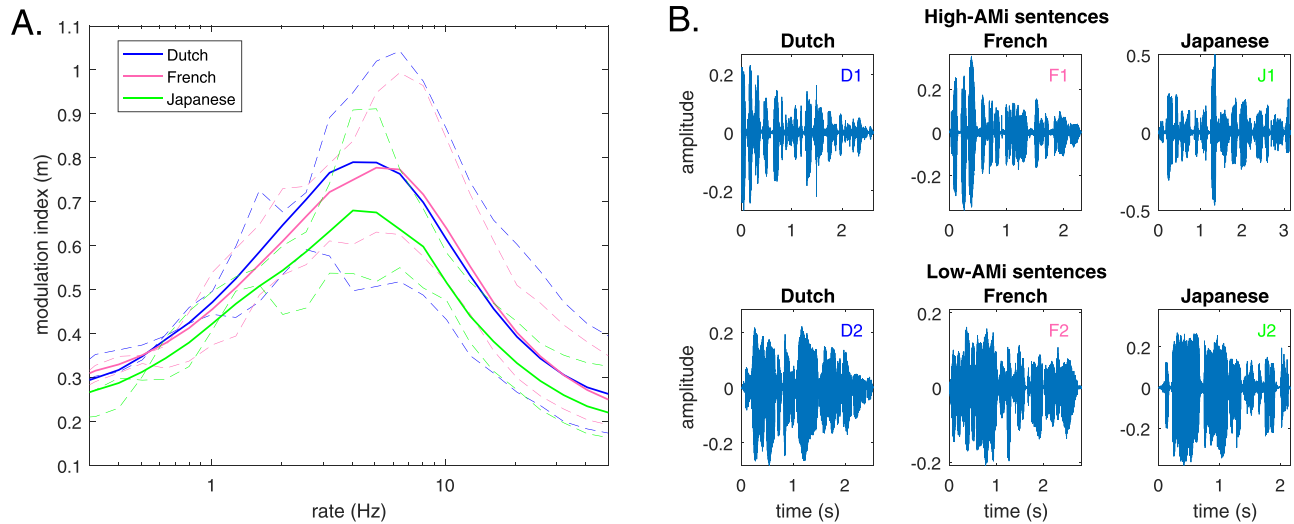 A.
1.1
1
0.9
0.8
0.7
0.6
0.5
0.4
0.3
0.2
0.1
modulation index (m)
Dutch
French
Japanese
1
10
rate (Hz)
B.
High-AMi sentences
Dutch
French
Japanese
D1
F1
J1
0.2
0
-0.2
amplitude
0.2
0
-0.2
0.5
0
-0.5
0 1 2
0 1 2
0 1 2 3
Low-AMi sentences
Dutch
French
Japanese
D2
F2
J2
0.2
0
-0.2
amplitude
0.2
0
-0.2
0.2
0
-0.2
0 1 2
0 1 2
0 1 2
time (s)
time (s)
time (s)